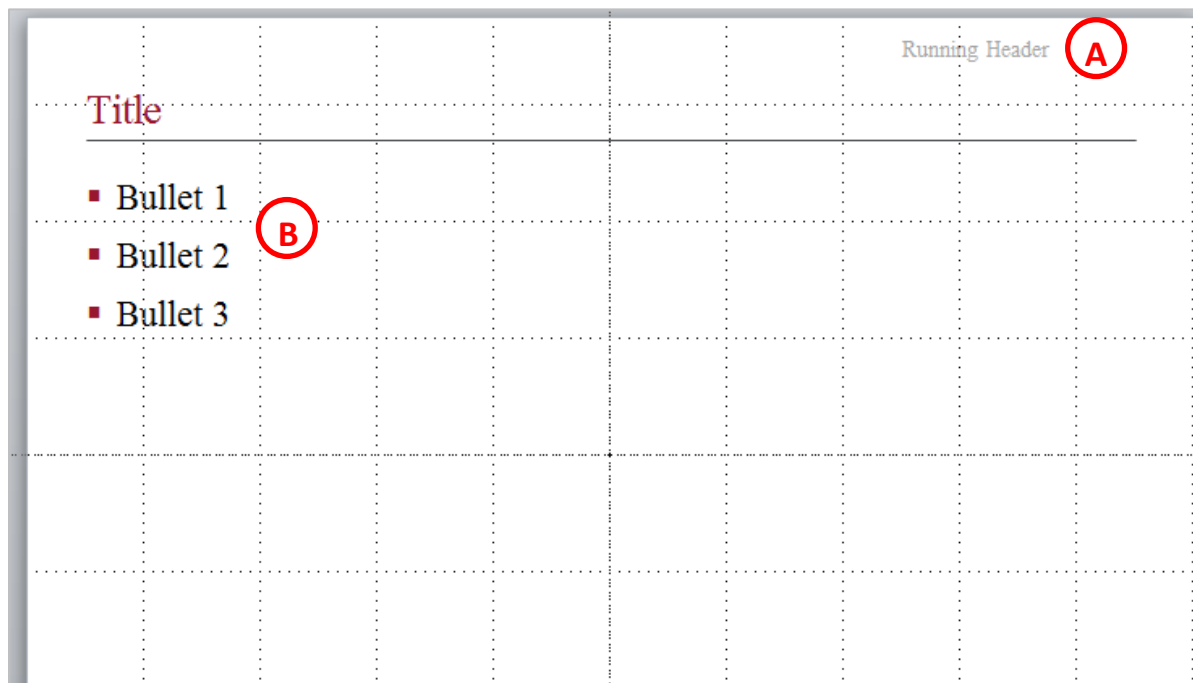 Running Header
A
Title
Bullet 1
B
Bullet 2
Bullet 3